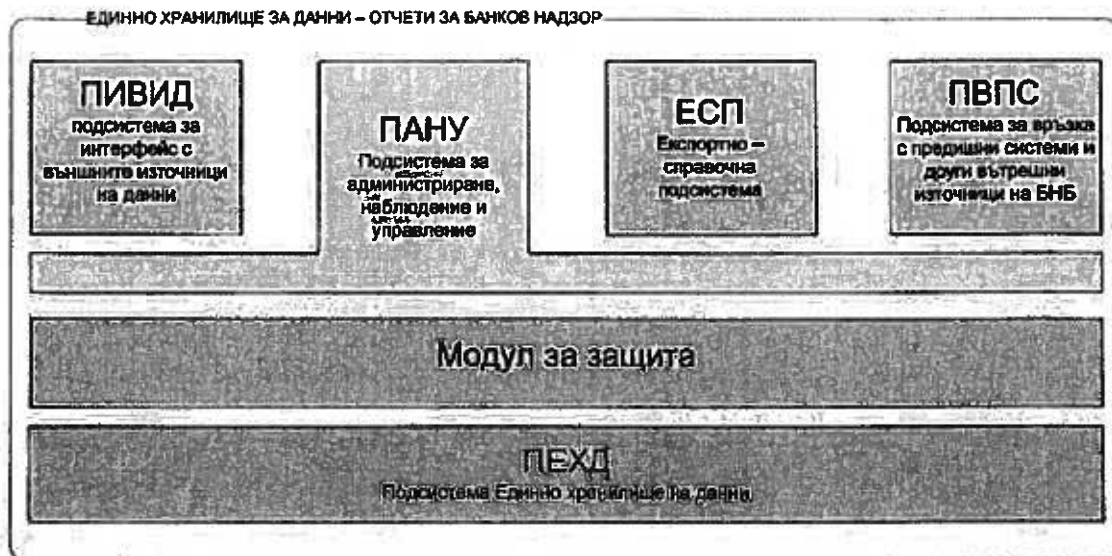 ЕДИННО ХРАНИЛИЩЕ ЗА ДАННИ – ОТЧЕТИ ЗА БАНКОВ НАДЗОР
ПИВИД
подсистема за
интерфейс с
външните източници
на данни
ПАНУ
Подсистема за
администриране,
наблюдение и
управление
ЕСП
Експортно –
справочна
подсистема
ПВПС
Подсистема за връзка
с предишни системи и
други вътрешни
източници на БНБ
Модул за защита
ПЕХД
Подсистема Единно хранилище на данни